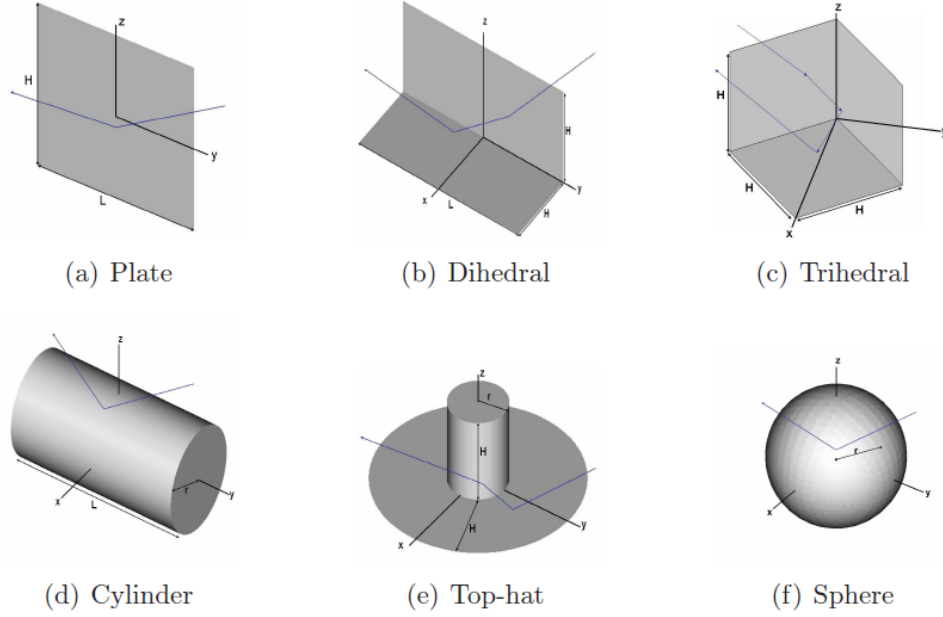 z
H
y
L
z
H
y
x
L
H
z
H
y
H
H
x
(a) Plate
(b) Dihedral
(c) Trihedral
z
x
r
y
L
z
r
H
H
x
y
z
r
x
y
(d) Cylinder
(e) Top-hat
(f) Sphere